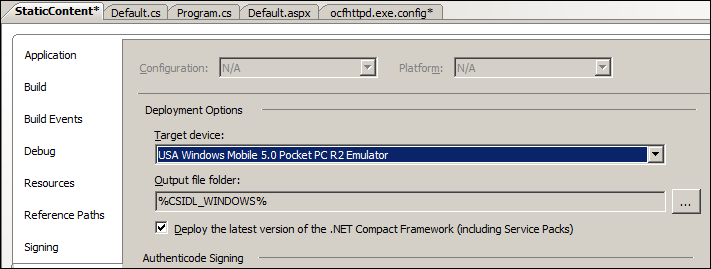 StaticContent* Default.cs Program.cs Default.aspx ocfhttpd.exe.config*
Application
Build
Build Events
Debug
Resources
Reference Paths
Signing
Configuration: N/A Platform: N/A
Deployment Options
Target device:
USA Windows Mobile 5.0 Pocket PC R2 Emulator
Output file folder:
%CSIDL_WINDOWS% ...
Deploy the latest version of the .NET Compact Framework (including Service Packs)
Authenticode Signing